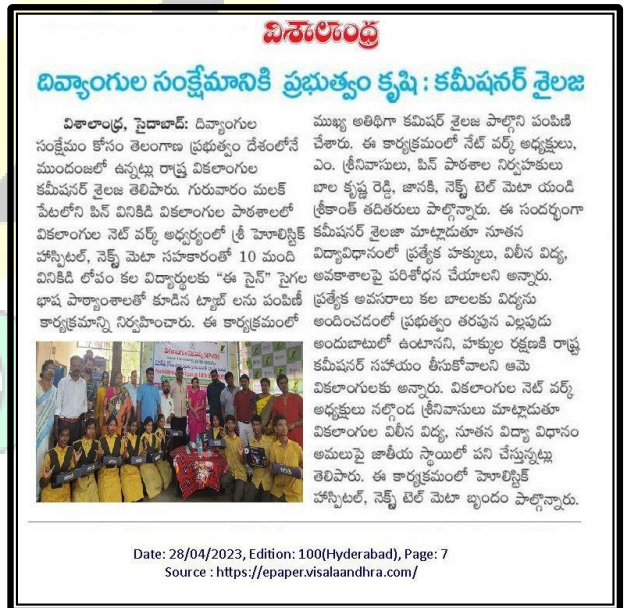 విశాలాంధ్ర
దివ్యాంగుల సంక్షేమానికి ప్రభుత్వం కృషి : కమీషనర్ శైలజ
విశాలాంధ్ర, సైదాబాద్: దివ్యాంగుల
సంక్షేమం కోసం తెలంగాణ ప్రభుత్వం దేశంలోనే
ముందంజలో ఉన్నట్లు రాష్ట్ర వికలాంగుల
కమీషనర్ శైలజ తెలిపారు. గురువారం మలక్
పేటలోని పిన్ వినికిడి వికలాంగుల పాఠశాలలో
వికలాంగుల నెట్ వర్క్ అధ్వర్యంలో శ్రీ హెూలిస్టిక్
హాస్పిటల్, నెక్స్ట్ మెటా సహకారంతో 10 మంది
వినికిడి లోపం కల విద్యార్థులకు "ఈ సైన్" సైగల
భాష పాఠ్యాంశాలతో కూడిన ట్యాబ్ లను పంపిణీ
కార్యక్రమాన్ని నిర్వహించారు. ఈ కార్యక్రమంలో
ముఖ్య అతిథిగా కమిషర్ శైలజ పాల్గొని పంపిణి
చేశారు. ఈ కార్యక్రమంలో నేట్ వర్క్ అధ్యక్షులు,
ఎం. శ్రీనివాసులు, పిన్ పాఠశాల నిర్వహకులు
బాల కృష్ణ రెడ్డి, జానకి, నెక్స్ట్ టెల్ మెటా యండి
శ్రీకాంత్ తదితరులు పాల్గొన్నారు. ఈ సందర్భంగా
కమీషనర్ శైలజా మాట్లాడుతూ నూతన
విద్యావిధానంలో ప్రత్యేక హక్కులు, విలీన విద్య,
అవకాశాలపై పరిశోధన చేయాలని అన్నారు.
ప్రత్యేక అవసరాలు కల బాలలకు విద్యను
అందించడంలో ప్రభుత్వం తరపున ఎల్లపుడు
అందుబాటులో ఉంటానని, హక్కుల రక్షణకి రాష్ట్ర
కమీషనర్ సహాయం తీసుకోవాలని ఆమె
వికలాంగులకు అన్నారు. వికలాంగుల నెట్ వర్క్
అధ్యక్షులు నల్గొండ శ్రీనివాసులు మాట్లాడుతూ
వికలాంగుల విలీన విద్య, నూతన విద్యా విధానం
అమలుపై జాతీయ స్థాయిలో పని చేస్తున్నట్లు
తెలిపారు. ఈ కార్యక్రమంలో హెూలిస్టిక్
హాస్పిటల్, నెక్స్ట్ టెల్ మెటా బృందం పాల్గొన్నారు.
Date: 28/04/2023, Edition: 100(Hyderabad), Page: 7
Source : https://epaper.visalaandhra.com/